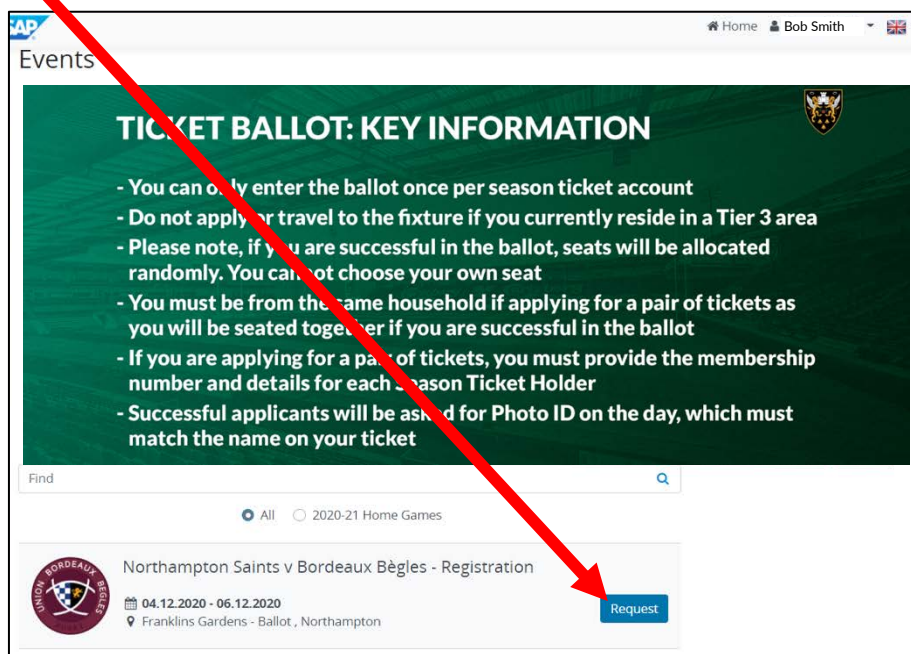 SAP
Home Bob Smith
Events
TICKET BALLOT: KEY INFORMATION
- You can only enter the ballot once per season ticket account
- Do not apply or travel to the fixture if you currently reside in a Tier 3 area
- Please note, if you are successful in the ballot, seats will be allocated
randomly. You cannot choose your own seat
- You must be from the same household if applying for a pair of tickets as
you will be seated together if you are successful in the ballot
- If you are applying for a pair of tickets, you must provide the membership
number and details for each Season Ticket Holder
- Successful applicants will be asked for Photo ID on the day, which must
match the name on your ticket
Find
All 2020-21 Home Games
UNION BORDEAUX BEGLES
Northampton Saints v Bordeaux Bègles - Registration
04.12.2020 - 06.12.2020
Request
Franklins Gardens - Ballot , Northampton